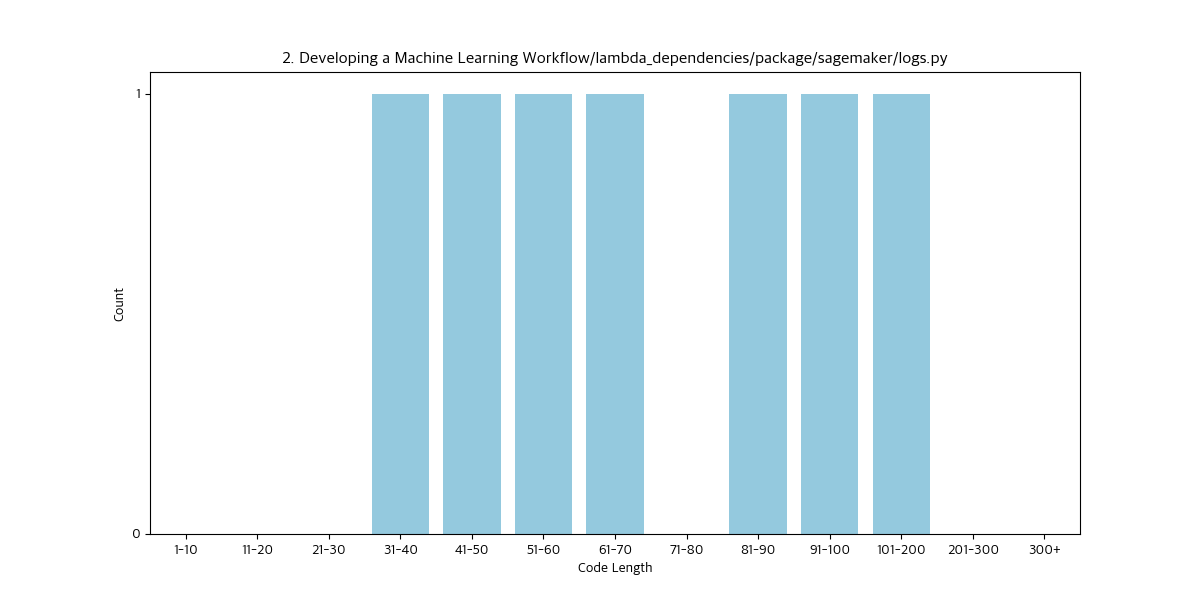 2. Developing a Machine Learning Workflow/lambda_dependencies/package/sagemaker/logs.py
1
Count
0
1-10 11-20 21-30 31-40 41-50 51-60 61-70 71-80 81-90 91-100 101-200 201-300 300+
Code Length